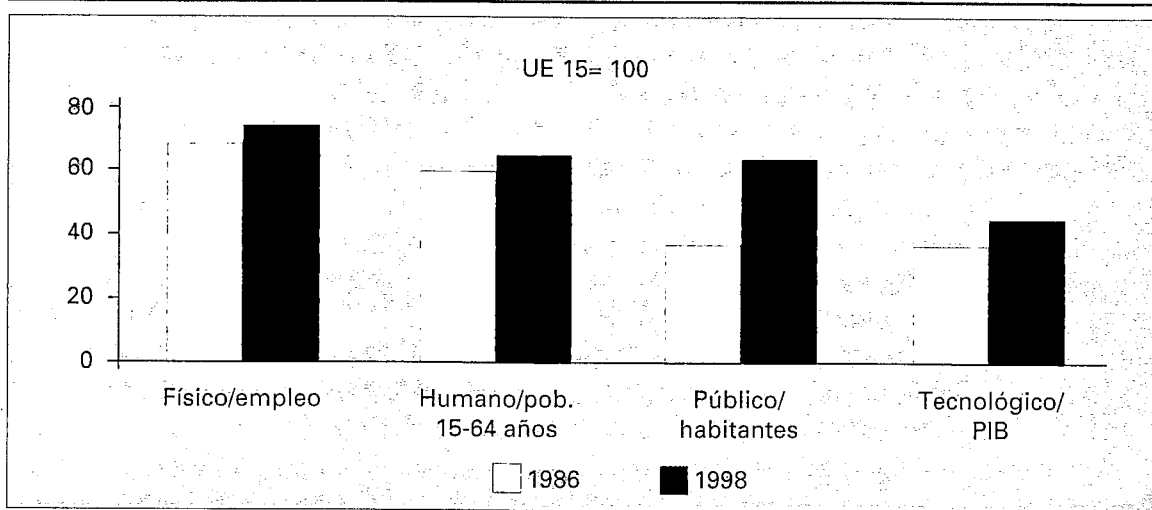 UE 15= 100
80
60
40
20
0
Físico/empleo
Humano/pob.
15-64 años
Público/
habitantes
Tecnológico/
PIB
1986
1998